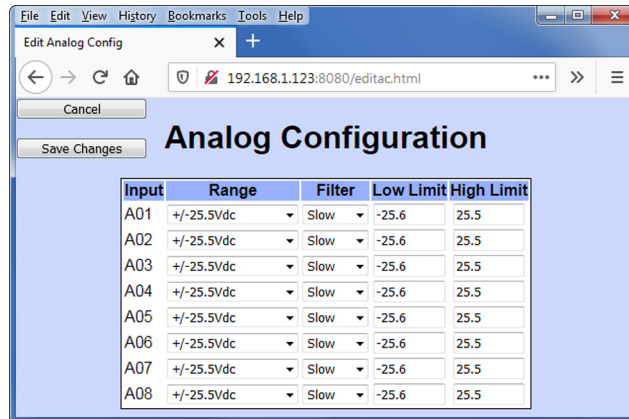 File Edit View History Bookmarks Tools Help
Edit Analog Config
192.168.1.123:8080/editac.html
Cancel
Save Changes
Analog Configuration
Input Range Filter Low Limit High Limit
A01 +/-25.5Vdc Slow -25.6 25.5
A02 +/-25.5Vdc Slow -25.6 25.5
A03 +/-25.5Vdc Slow -25.6 25.5
A04 +/-25.5Vdc Slow -25.6 25.5
A05 +/-25.5Vdc Slow -25.6 25.5
A06 +/-25.5Vdc Slow -25.6 25.5
A07 +/-25.5Vdc Slow -25.6 25.5
A08 +/-25.5Vdc Slow -25.6 25.5